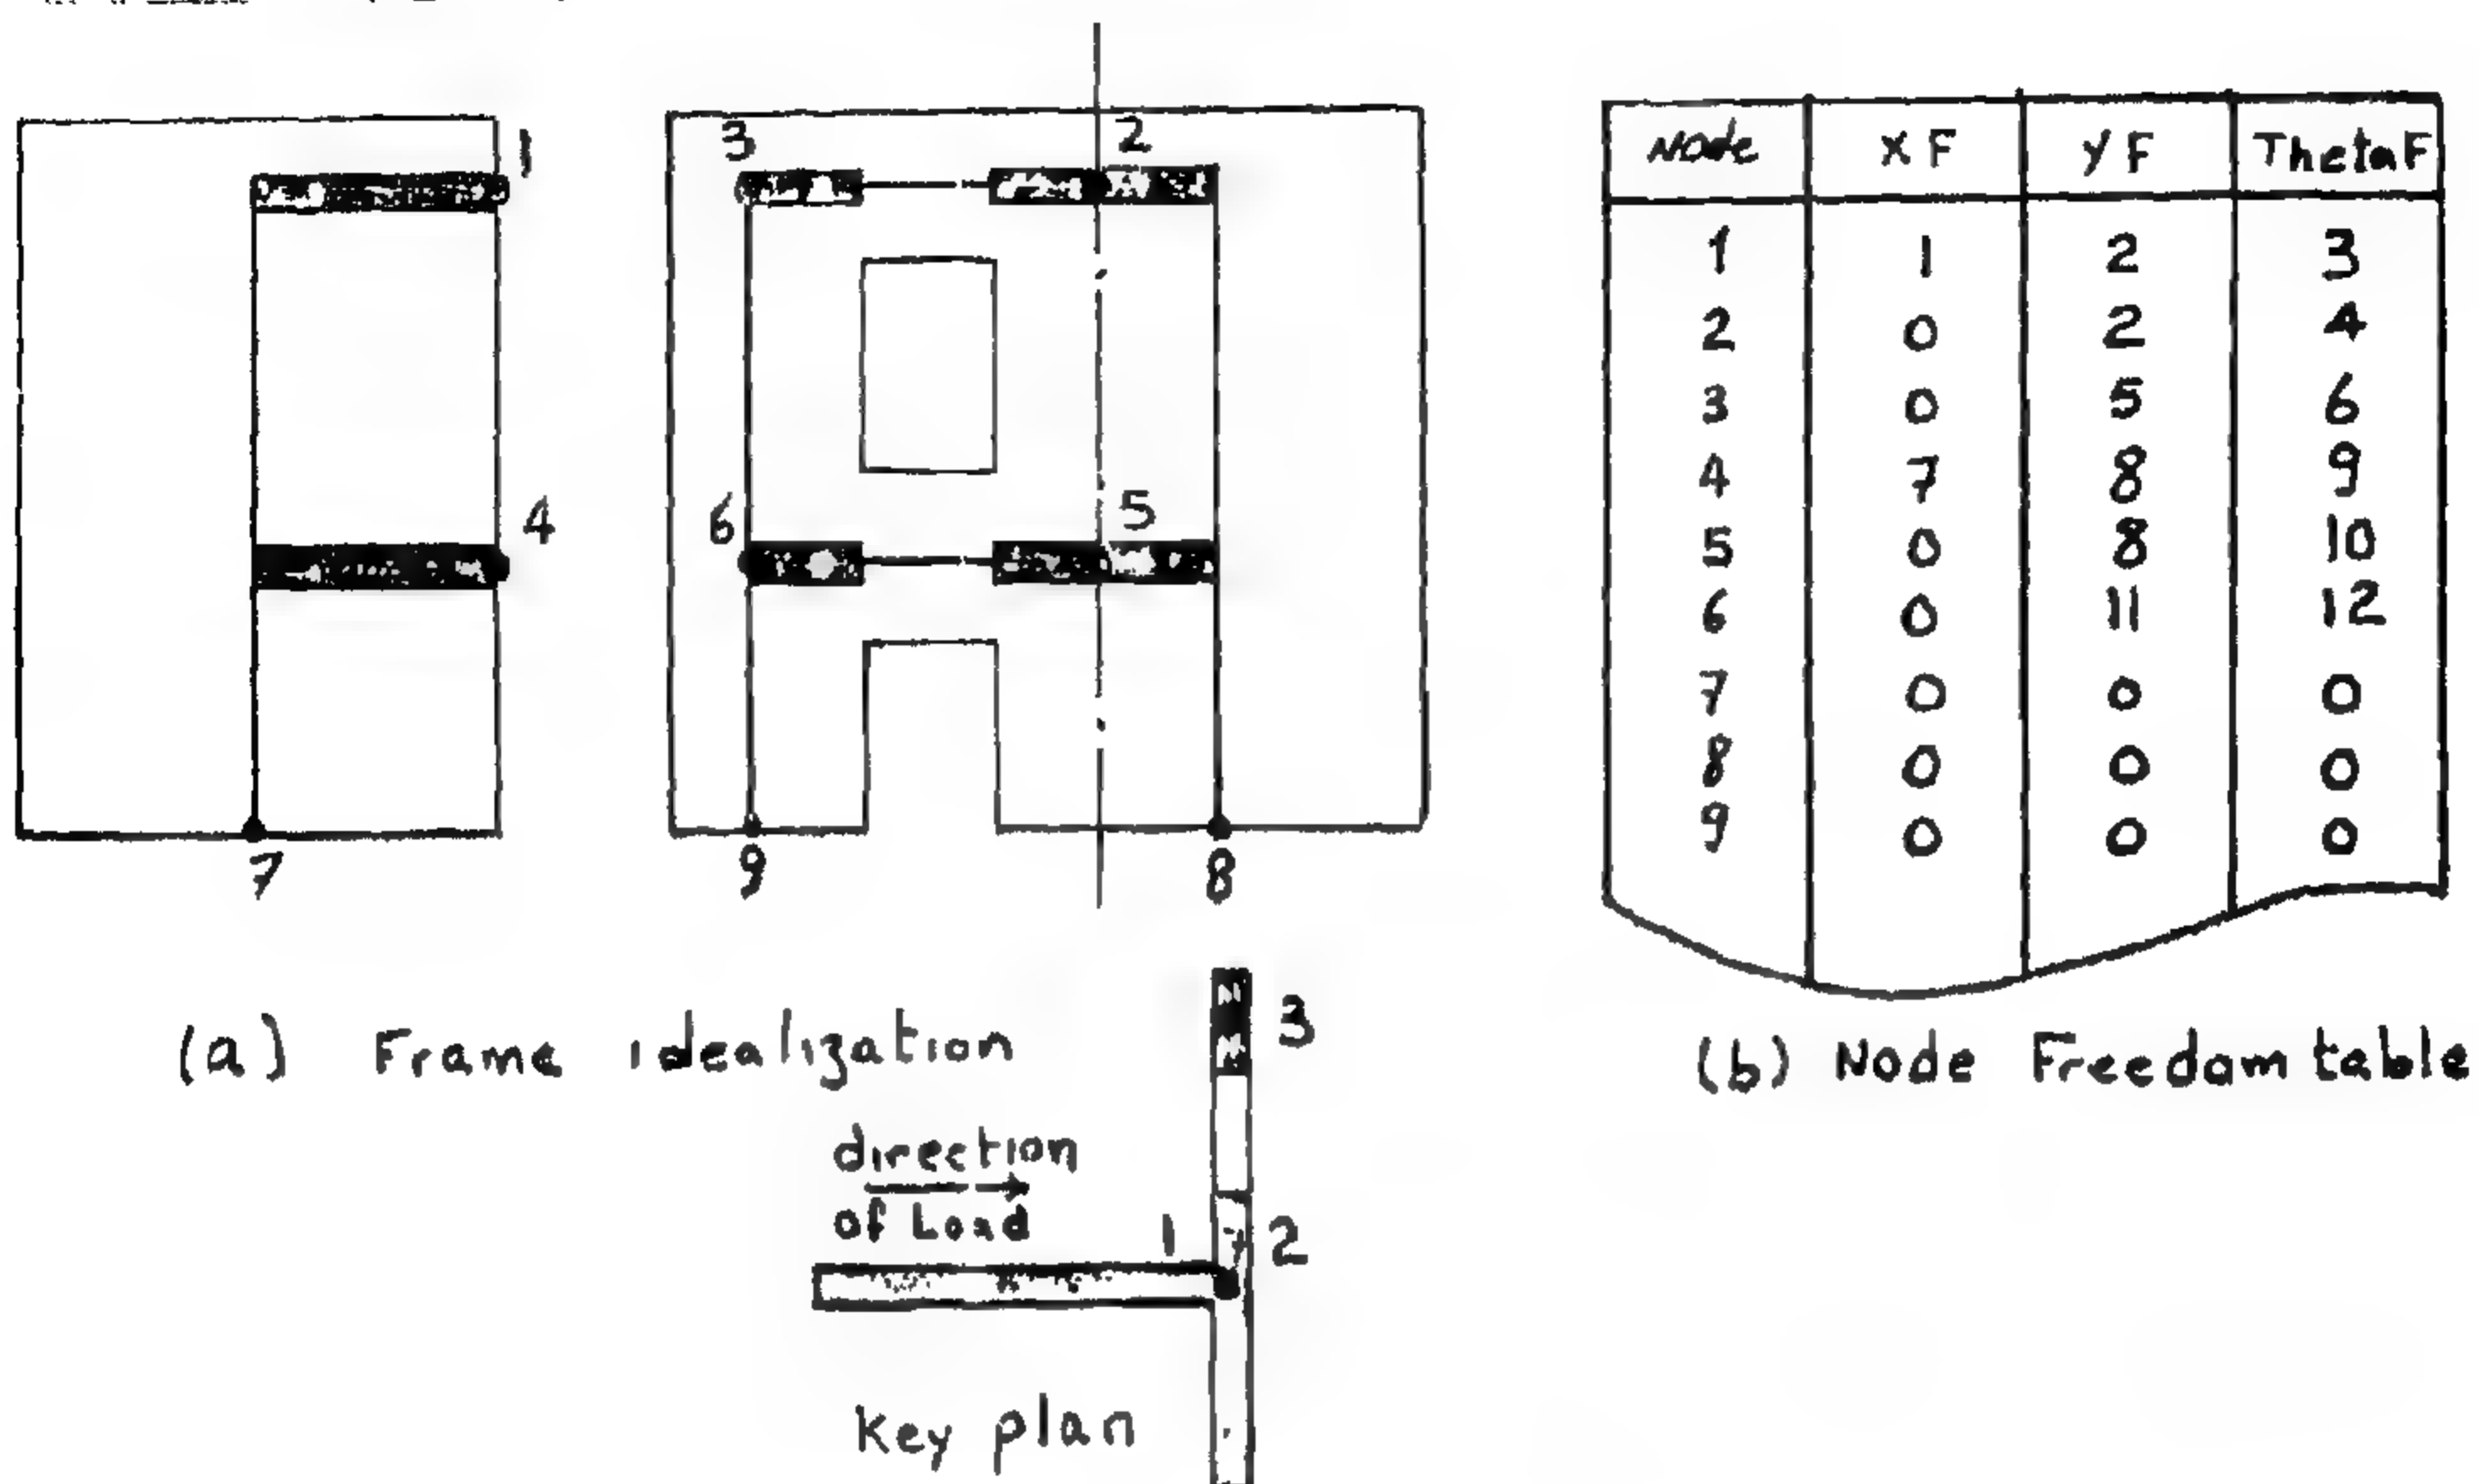 1
3 2
4
6 5
7
9 8
Node XF YF ThetaF
1 1 2 3
2 0 2 4
3 0 5 6
4 7 8 9
5 0 8 10
6 0 11 12
7 0 0 0
8 0 0 0
9 0 0 0
(a) Frame idealization
(b) Node Freedom table
3
direction
of Load
1 2
Key plan